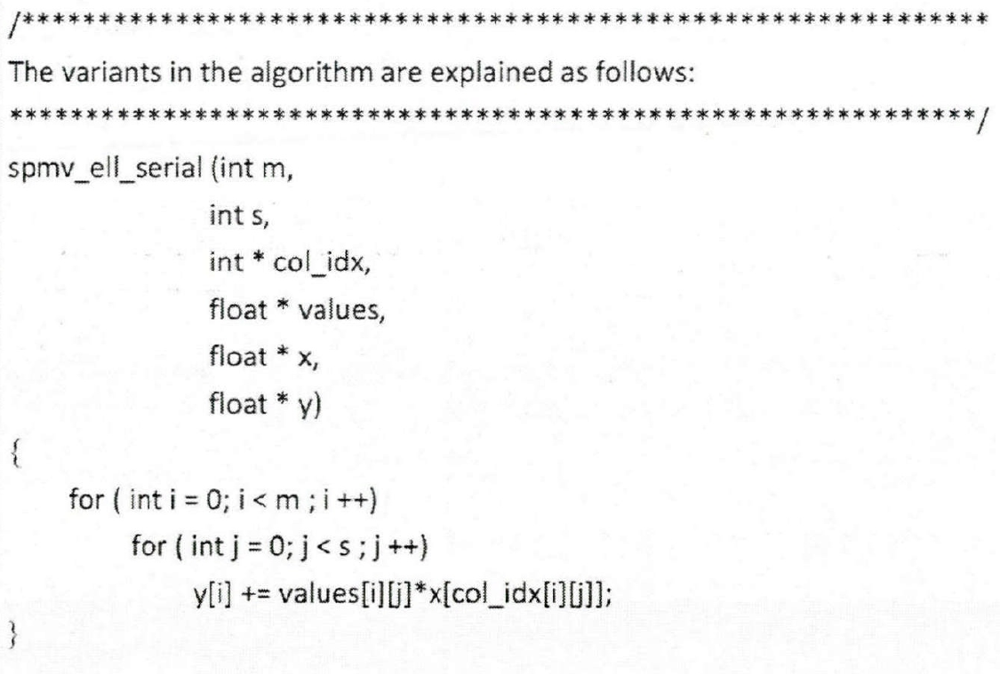 /**************************************************************
The variants in the algorithm are explained as follows:
**************************************************************/
spmv_ell_serial (int m,
int s,
int * col_idx,
float * values,
float * x,
float * y)
{
for ( int i = 0; i < m ; i ++)
for ( int j = 0; j < s ; j ++)
y[i] += values[i][j]*x[col_idx[i][j]];
}